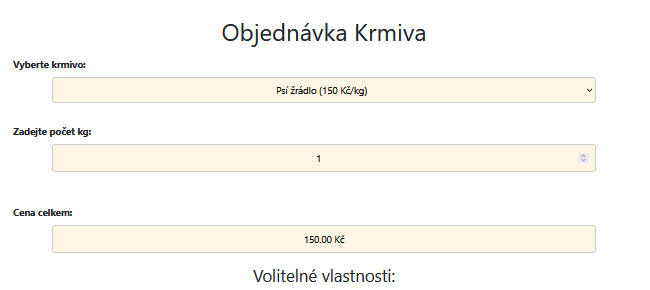 Objednávka Krmiva
Vyberte krmivo:
Psí žrádlo (150 Kč/kg)
Zadejte počet kg:
1
Cena celkem:
150.00 Kč
Volitelné vlastnosti: